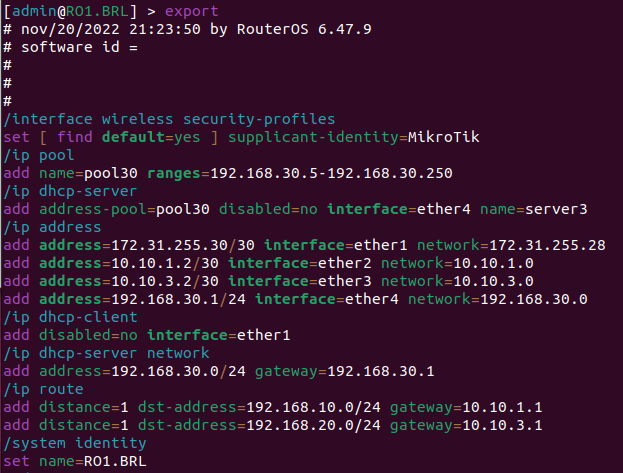 [admin@RO1.BRL] > export
# nov/20/2022 21:23:50 by RouterOS 6.47.9
# software id =
#
#
#
/interface wireless security-profiles
set [ find default=yes ] supplicant-identity=MikroTik
/ip pool
add name=pool30 ranges=192.168.30.5-192.168.30.250
/ip dhcp-server
add address-pool=pool30 disabled=no interface=ether4 name=server3
/ip address
add address=172.31.255.30/30 interface=ether1 network=172.31.255.28
add address=10.10.1.2/30 interface=ether2 network=10.10.1.0
add address=10.10.3.2/30 interface=ether3 network=10.10.3.0
add address=192.168.30.1/24 interface=ether4 network=192.168.30.0
/ip dhcp-client
add disabled=no interface=ether1
/ip dhcp-server network
add address=192.168.30.0/24 gateway=192.168.30.1
/ip route
add distance=1 dst-address=192.168.10.0/24 gateway=10.10.1.1
add distance=1 dst-address=192.168.20.0/24 gateway=10.10.3.1
/system identity
set name=RO1.BRL